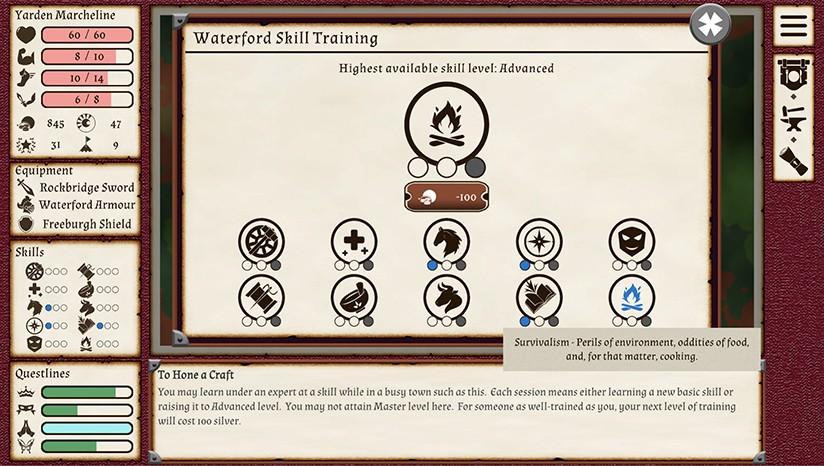 Yarden Marcheline
60 / 60
8 / 10
10 / 14
6 / 8
845 47
31 9
Equipment
Rockbridge Sword
Waterford Armour
Freeburgh Shield
Skills
Questlines
Waterford Skill Training
Highest available skill level: Advanced
-100
Survivalism - Perils of environment, oddities of food,
and, for that matter, cooking.
To Hone a Craft
You may learn under an expert at a skill while in a busy town such as this. Each session means either learning a new basic skill or
raising it to Advanced level. You may not attain Master level here. For someone as well-trained as you, your next level of training
will cost 100 silver.